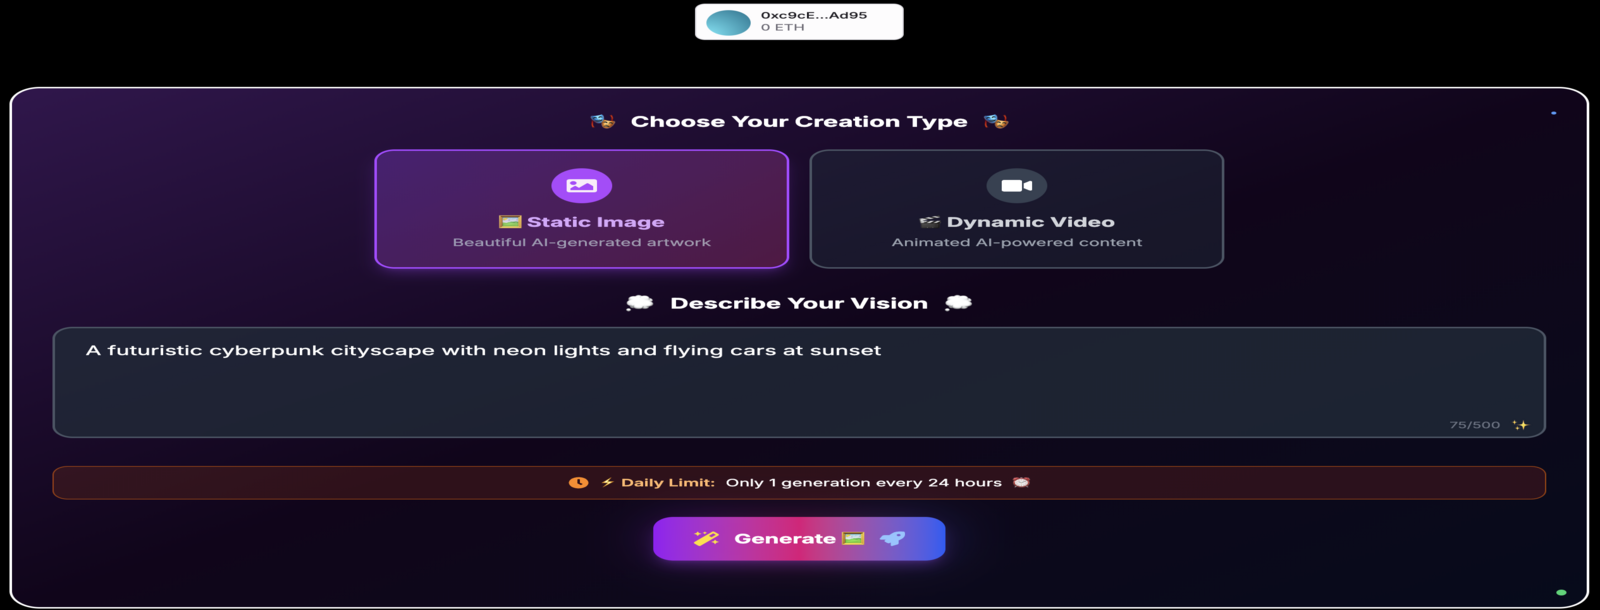 0xc9cE...Ad95
0 ETH
🎭 Choose Your Creation Type 🎭
🖼️ Static Image
Beautiful AI-generated artwork
🎬 Dynamic Video
Animated AI-powered content
💭 Describe Your Vision 💭
A futuristic cyberpunk cityscape with neon lights and flying cars at sunset
75/500 ✨
⚡ Daily Limit: Only 1 generation every 24 hours ⏰
Generate 🖼️ 🚀